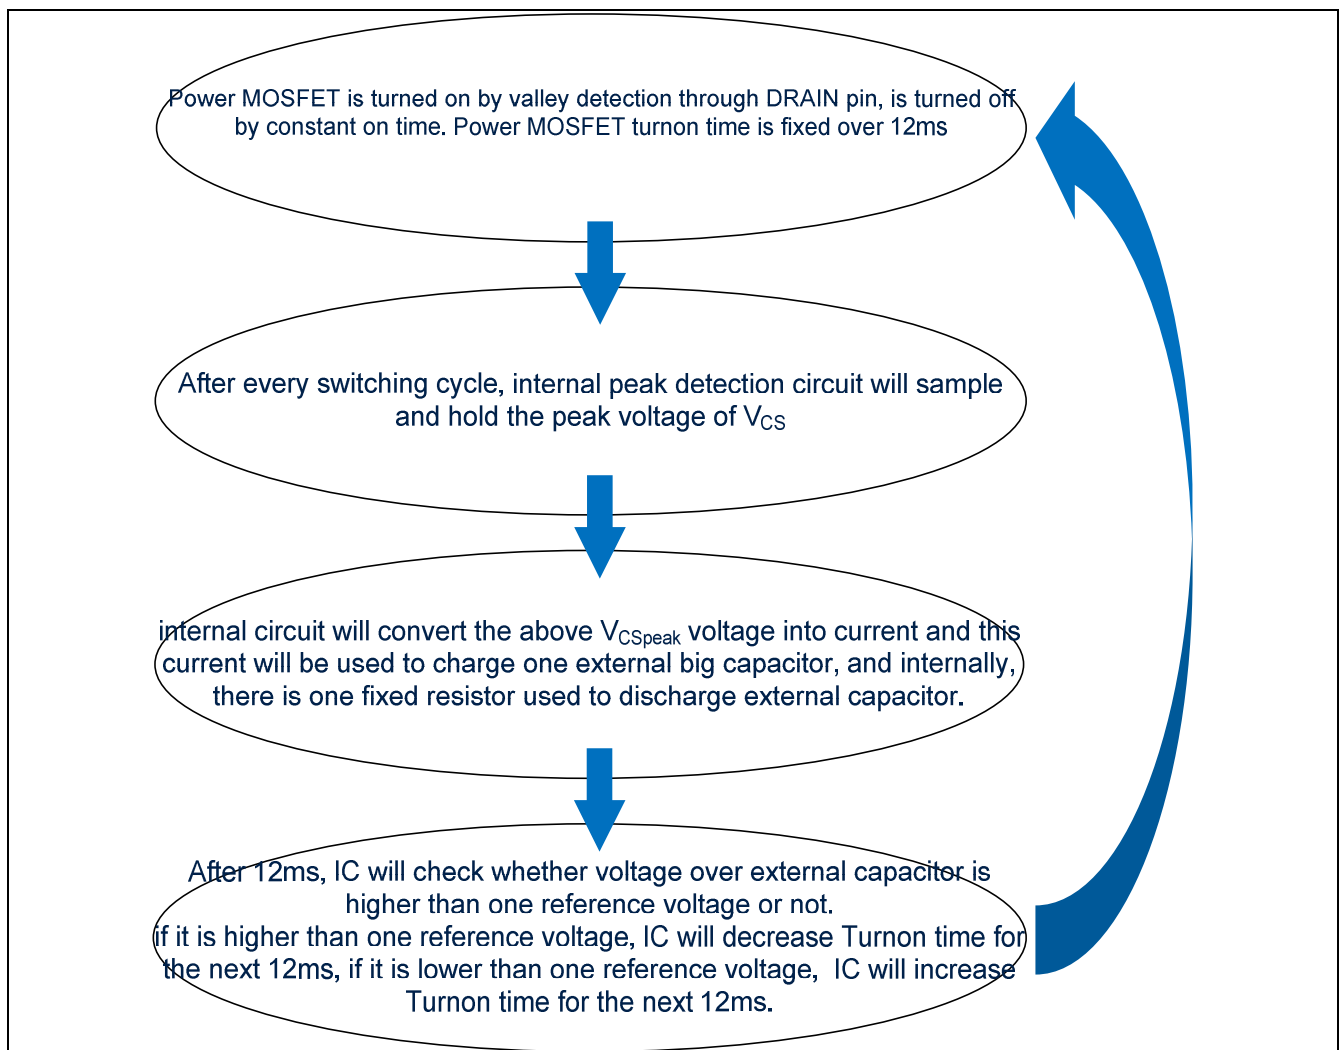 Power MOSFET is turned on by valley detection through DRAIN pin, is turned off
by constant on time. Power MOSFET turnon time is fixed over 12ms
After every switching cycle, internal peak detection circuit will sample
and hold the peak voltage of VCS
internal circuit will convert the above VCSpeak voltage into current and this
current will be used to charge one external big capacitor, and internally,
there is one fixed resistor used to discharge external capacitor.
After 12ms, IC will check whether voltage over external capacitor is
higher than one reference voltage or not.
if it is higher than one reference voltage, IC will decrease Turnon time for
the next 12ms, if it is lower than one reference voltage, IC will increase
Turnon time for the next 12ms.